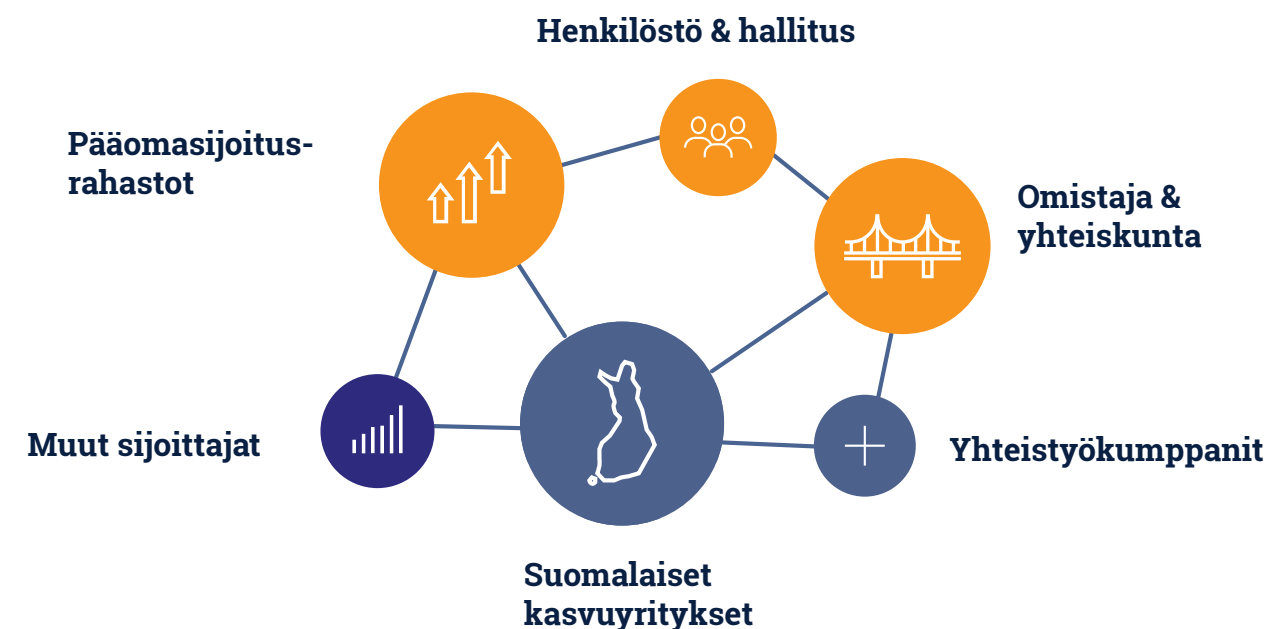 Henkilöstö & hallitus
Pääomasijoitus-
rahastot
Omistaja &
yhteiskunta
Muut sijoittajat
Yhteistyökumppanit
Suomalaiset
kasvuyritykset